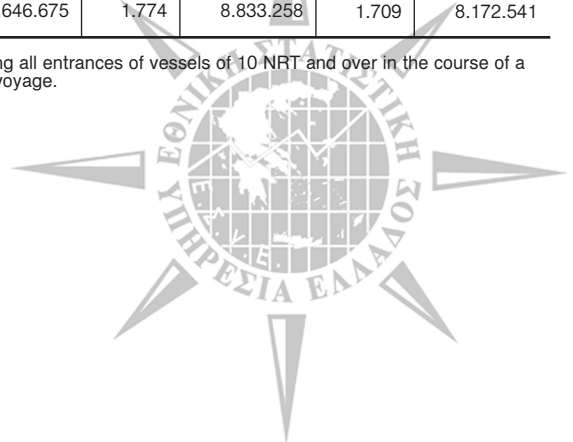 646.675 1.774 8.833.258 1.709 8.172.541
ng all entrances of vessels of 10 NRT and over in the course of a
voyage.
ΕΘΝΙΚΗ ΣΤΑΤΙΣΤΙΚΗ
ΥΠΗΡΕΣΙΑ ΕΛΛΑΔΟΣ
Ε.Σ.Υ.Ε.